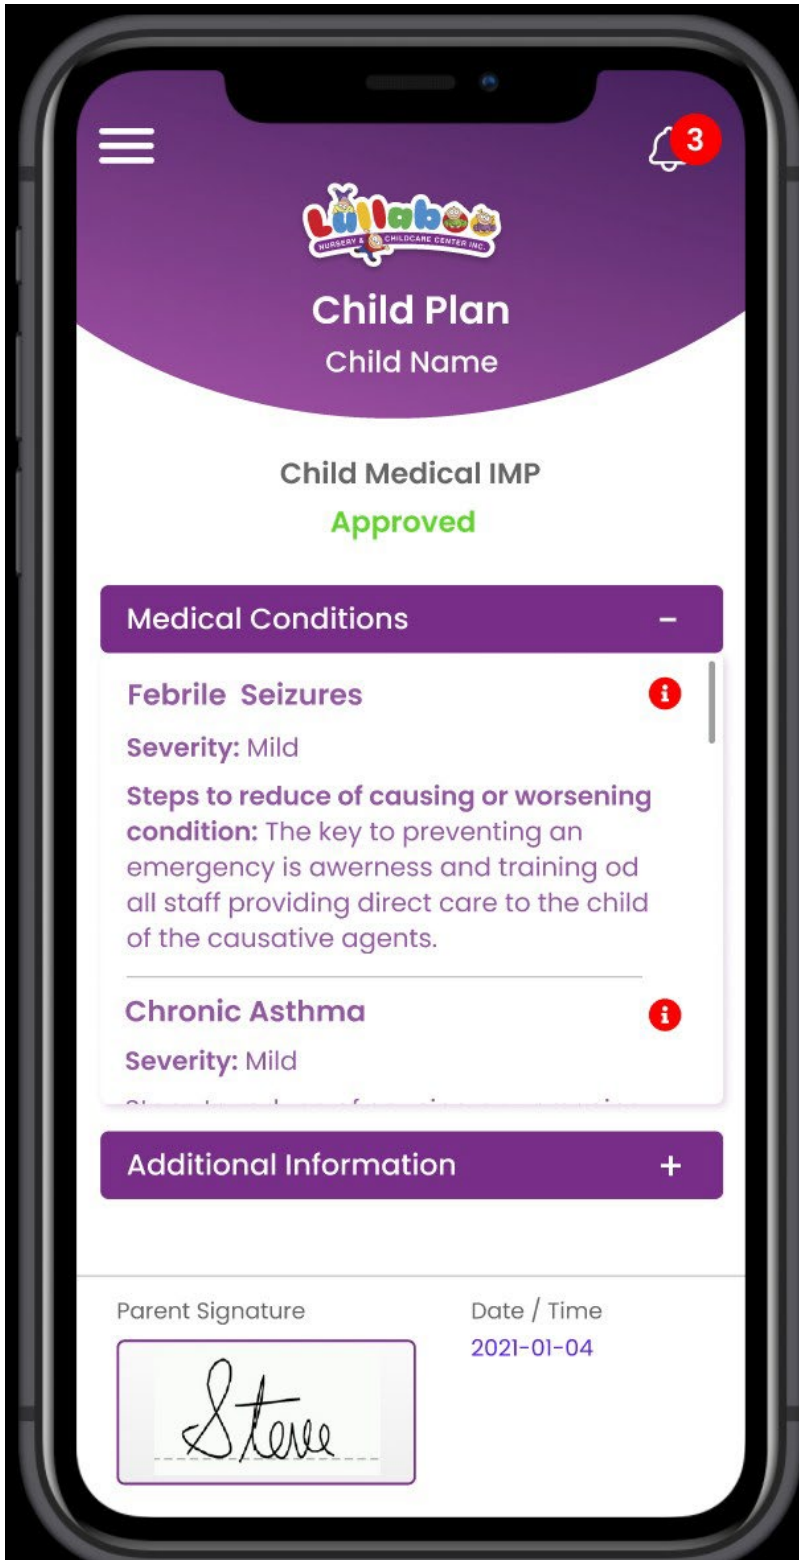 3
Lullaboo
NURSERY & CHILDCARE CENTER INC.
Child Plan
Child Name
Child Medical IMP
Approved
Medical Conditions
Febrile Seizures
Severity: Mild
Steps to reduce of causing or worsening
condition: The key to preventing an
emergency is awerness and training od
all staff providing direct care to the child
of the causative agents.
Chronic Asthma
Severity: Mild
Additional Information
Parent Signature
Date / Time
2021-01-04
Steve